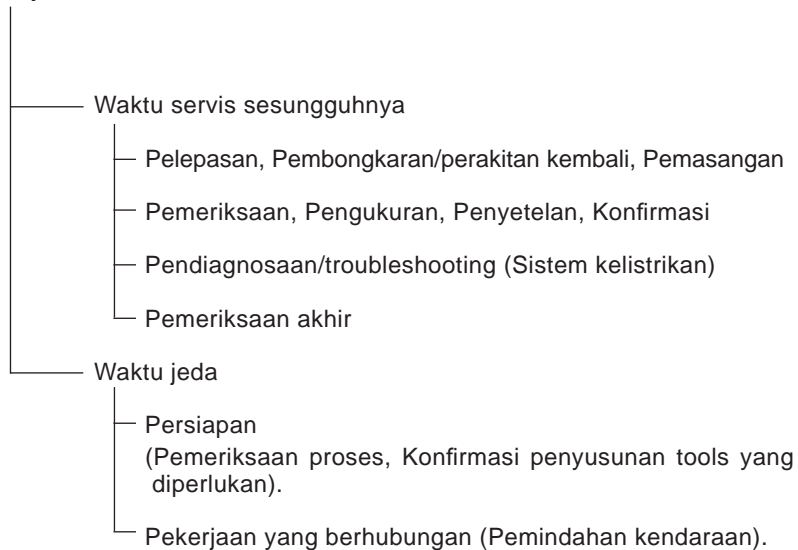 Waktu servis sesungguhnya
Pelepasan, Pembongkaran/perakitan kembali, Pemasangan
Pemeriksaan, Pengukuran, Penyetelan, Konfirmasi
Pendiagnosaan/troubleshooting (Sistem kelistrikan)
Pemeriksaan akhir
Waktu jeda
Persiapan
(Pemeriksaan proses, Konfirmasi penyusunan tools yang
diperlukan).
Pekerjaan yang berhubungan (Pemindahan kendaraan).